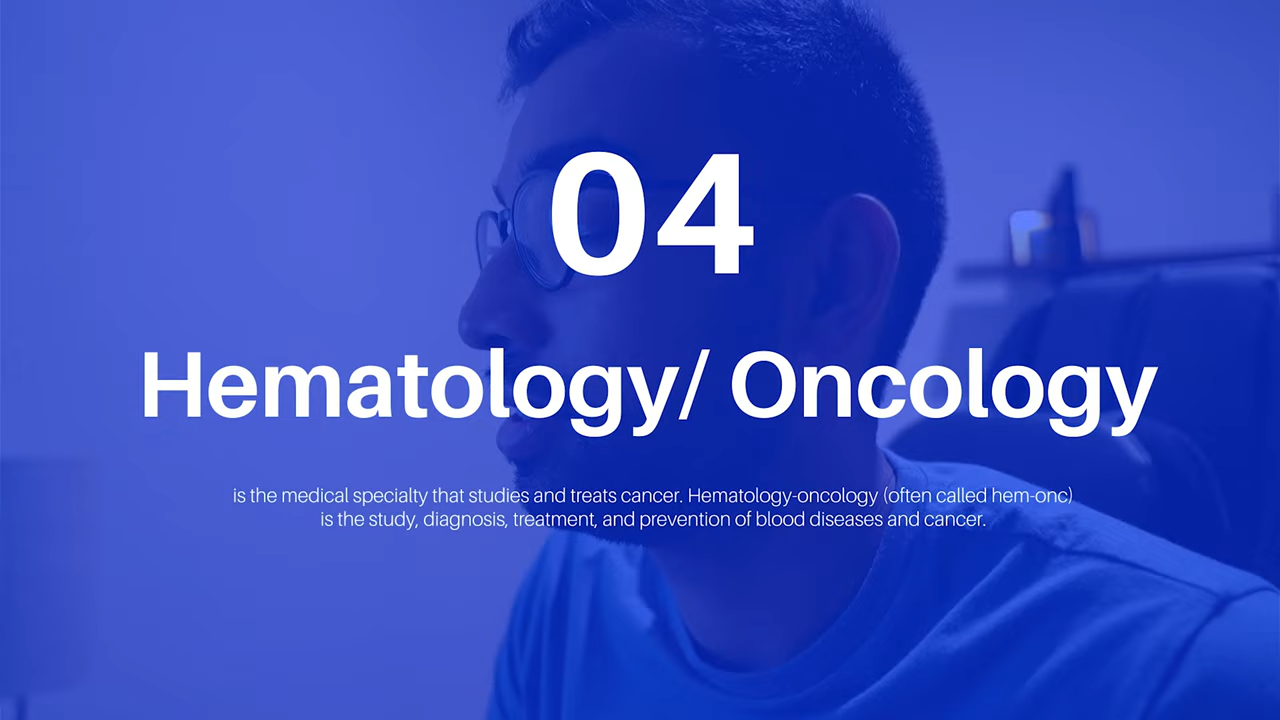 04
Hematology/ Oncology
is the medical specialty that studies and treats cancer. Hematology-oncology (often called hem-onc)
is the study, diagnosis, treatment, and prevention of blood diseases and cancer.